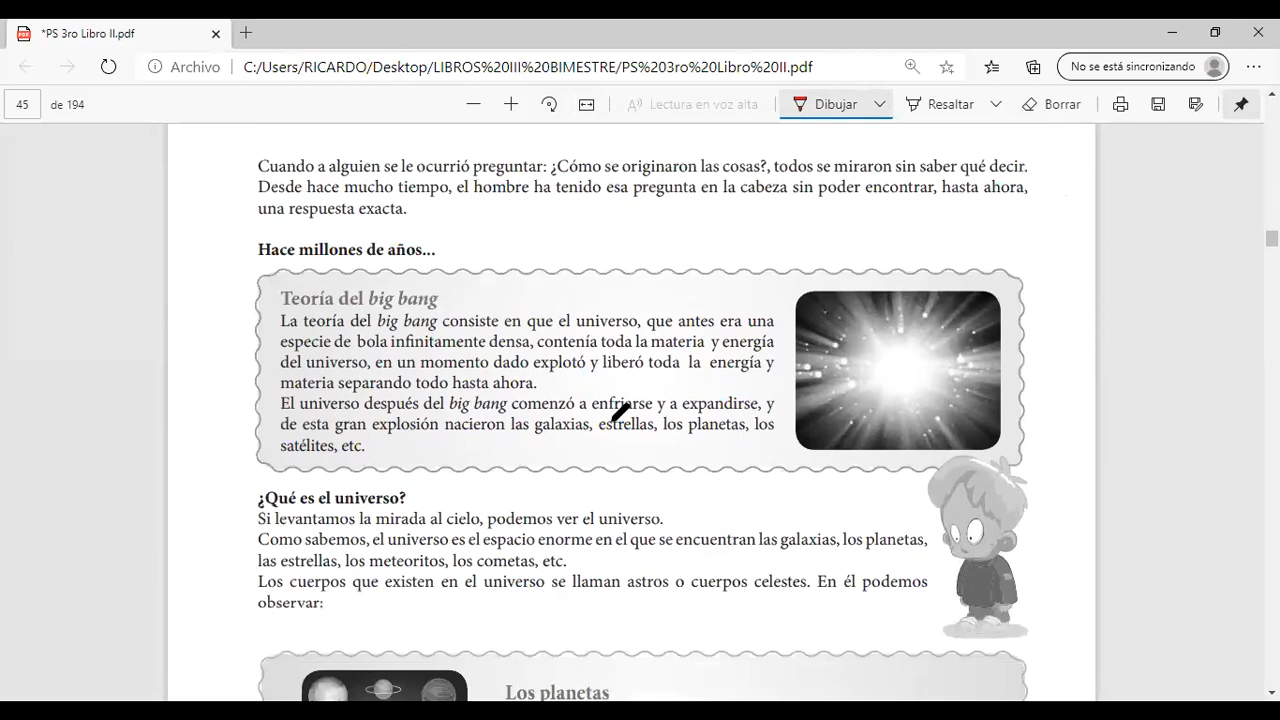 *PS 3ro Libro II.pdf
Archivo
C:/Users/RICARDO/Desktop/LIBROS%20III%20BIMESTRE/PS%203ro%20Libro%20II.pdf
No se está sincronizando
45 de 194
Lectura en voz alta
Dibujar
Resaltar
Borrar
Cuando a alguien se le ocurrió preguntar: ¿Cómo se originaron las cosas?, todos se miraron sin saber qué decir.
Desde hace mucho tiempo, el hombre ha tenido esa pregunta en la cabeza sin poder encontrar, hasta ahora,
una respuesta exacta.
Hace millones de años...
Teoría del big bang
La teoría del big bang consiste en que el universo, que antes era una
especie de bola infinitamente densa, contenía toda la materia y energía
del universo, en un momento dado explotó y liberó toda la energía y
materia separando todo hasta ahora.
El universo después del big bang comenzó a enfriarse y a expandirse, y
de esta gran explosión nacieron las galaxias, estrellas, los planetas, los
satélites, etc.
¿Qué es el universo?
Si levantamos la mirada al cielo, podemos ver el universo.
Como sabemos, el universo es el espacio enorme en el que se encuentran las galaxias, los planetas,
las estrellas, los meteoritos, los cometas, etc.
Los cuerpos que existen en el universo se llaman astros o cuerpos celestes. En él podemos
observar:
Los planetas